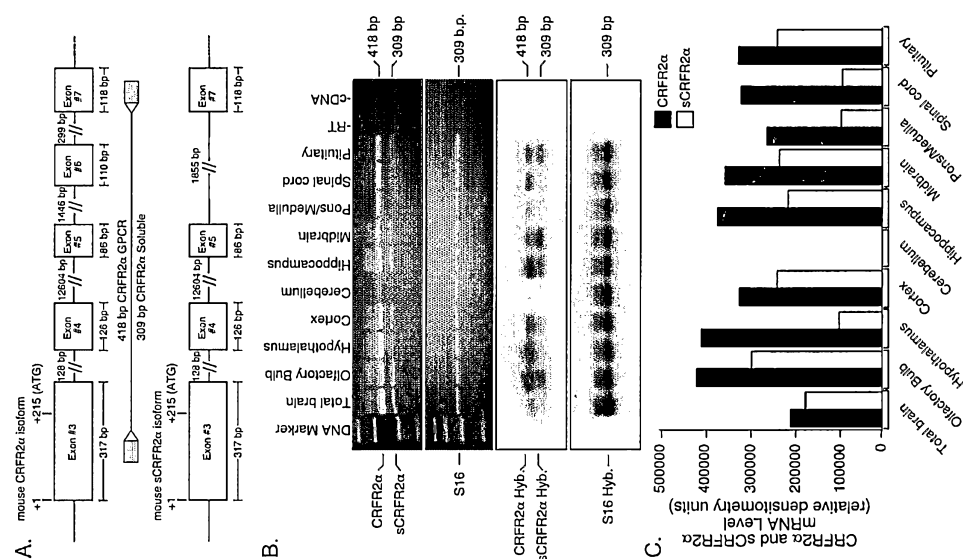 A.
mouse CRFR2α isoform
+1
+215 (ATG)
Exon #3
128 bp
Exon #4
12604 bp
Exon #5
1446 bp
Exon #6
299 bp
Exon #7
317 bp
126 bp
86 bp
110 bp
118 bp
418 bp CRFR2α GPCR
309 bp CRFR2α Soluble
mouse sCRFR2α isoform
+1
+215 (ATG)
Exon #3
128 bp
Exon #4
12604 bp
Exon #5
1855 bp
Exon #7
317 bp
126 bp
86 bp
118 bp
B.
DNA Marker
Total brain
Olfactory Bulb
Hypothalamus
Cortex
Cerebellum
Hippocampus
Midbrain
Pons/Medulla
Spinal cord
Pituitary
-RT
-cDNA
CRFR2α
sCRFR2α
418 bp
309 bp
S16
309 b.p.
CRFR2α Hyb.
sCRFR2α Hyb.
418 bp
309 bp
S16 Hyb.
309 bp
C.
CRFR2α and sCRFR2α
mRNA Level
(relative densitometry units)
5000000
4000000
3000000
2000000
1000000
0
CRFR2α
sCRFR2α
Total brain
Olfactory Bulb
Hypothalamus
Cortex
Cerebellum
Hippocampus
Midbrain
Pons/Medulla
Spinal cord
Pituitary